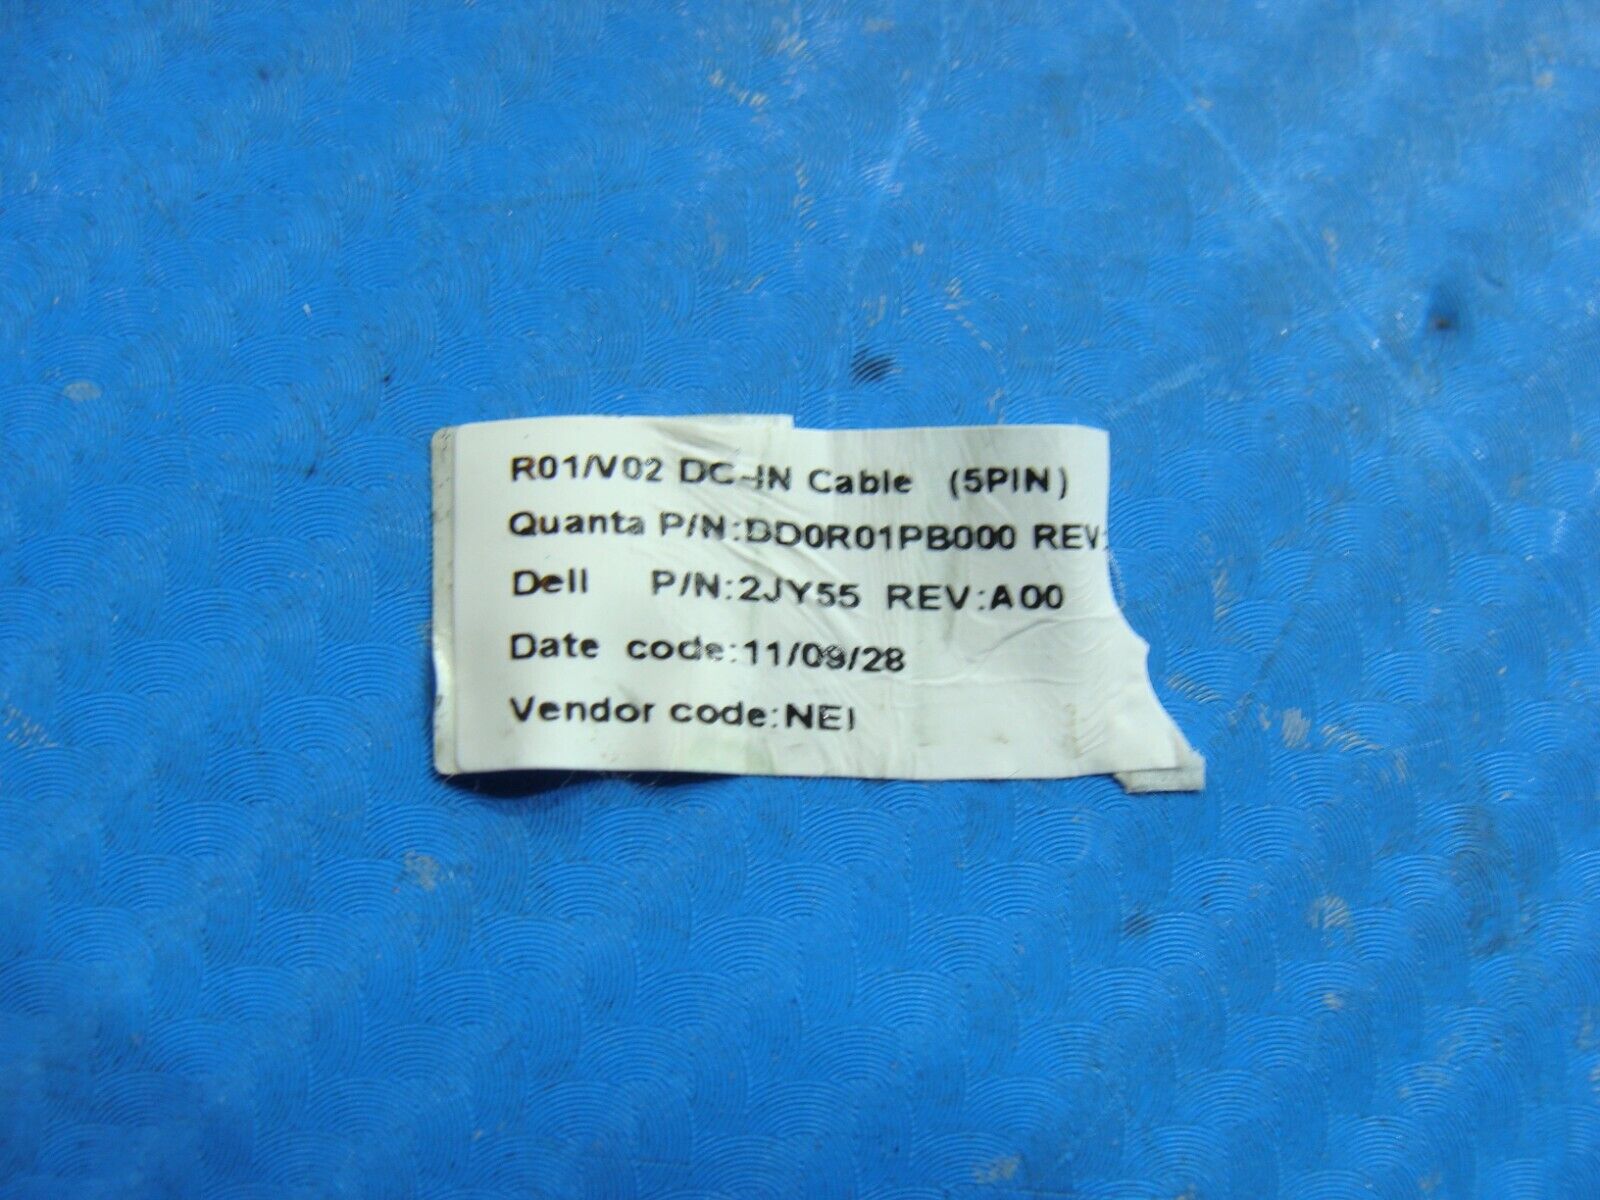 R01/V02 DC-IN Cable (5PIN)
Quanta P/N:DD0R01PB000 REV:
Dell P/N:2JY55 REV:A00
Date code:11/09/28
Vendor code:NEI